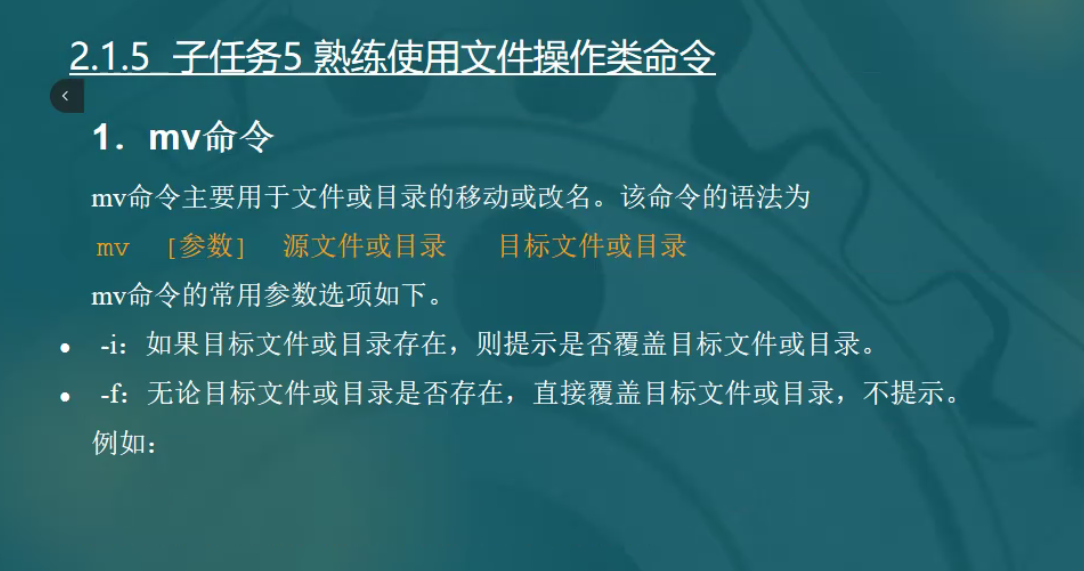 2.1.5 子任务5 熟练使用文件操作类命令
1．mv命令
mv命令主要用于文件或目录的移动或改名。该命令的语法为
mv [参数] 源文件或目录 目标文件或目录
mv命令的常用参数选项如下。
● -i：如果目标文件或目录存在，则提示是否覆盖目标文件或目录。
● -f：无论目标文件或目录是否存在，直接覆盖目标文件或目录，不提示。
例如：